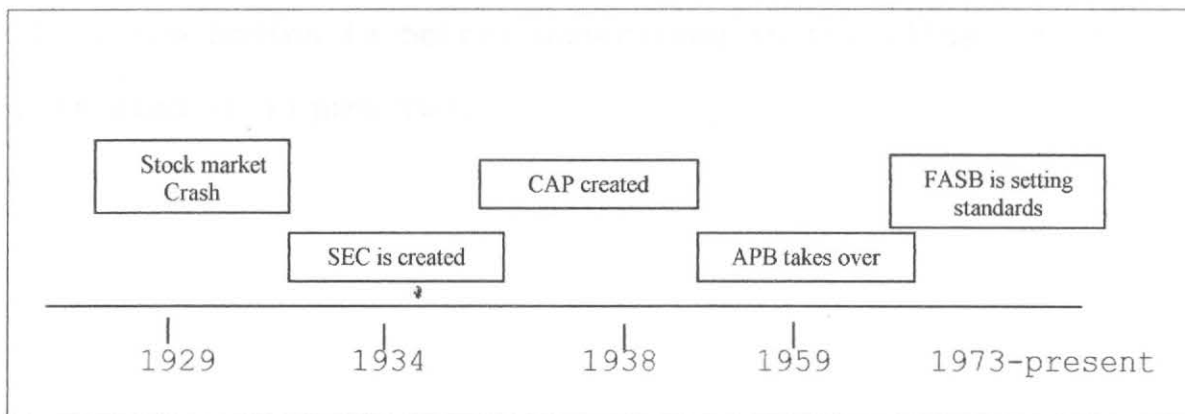 Stock market
Crash
SEC is created
CAP created
APB takes over
FASB is setting
standards
1929 1934 1938 1959 1973-present